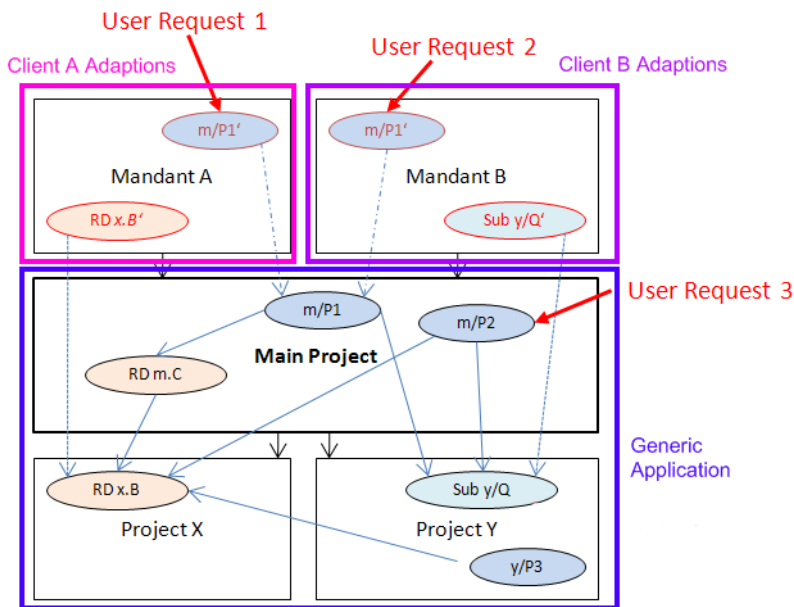 User Request 1
User Request 2
Client A Adaptions
Client B Adaptions
m/P1‘
m/P1‘
Mandant A
Mandant B
RD x.B‘
Sub y/Q‘
User Request 3
m/P1
m/P2
Main Project
RD m.C
Generic
Application
RD x.B
Sub y/Q
Project X
Project Y
y/P3